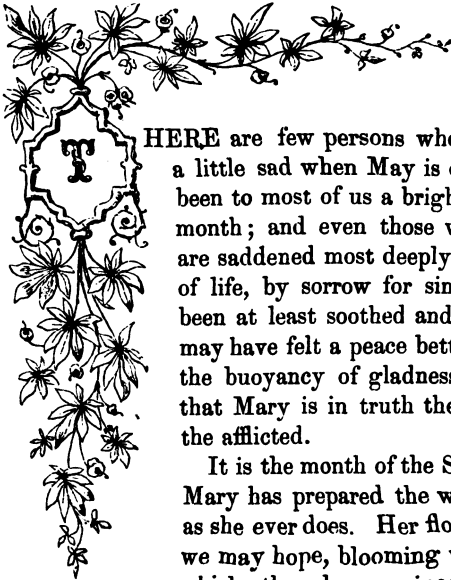 THERE are few persons who
a little sad when May is
been to most of us a brigh
month; and even those
are saddened most deeply
of life, by sorrow for sin
been at least soothed and
may have felt a peace bett
the buoyancy of gladness
that Mary is in truth the
the afflicted.
It is the month of the S
Mary has prepared the w
as she ever does. Her flo
we may hope, blooming